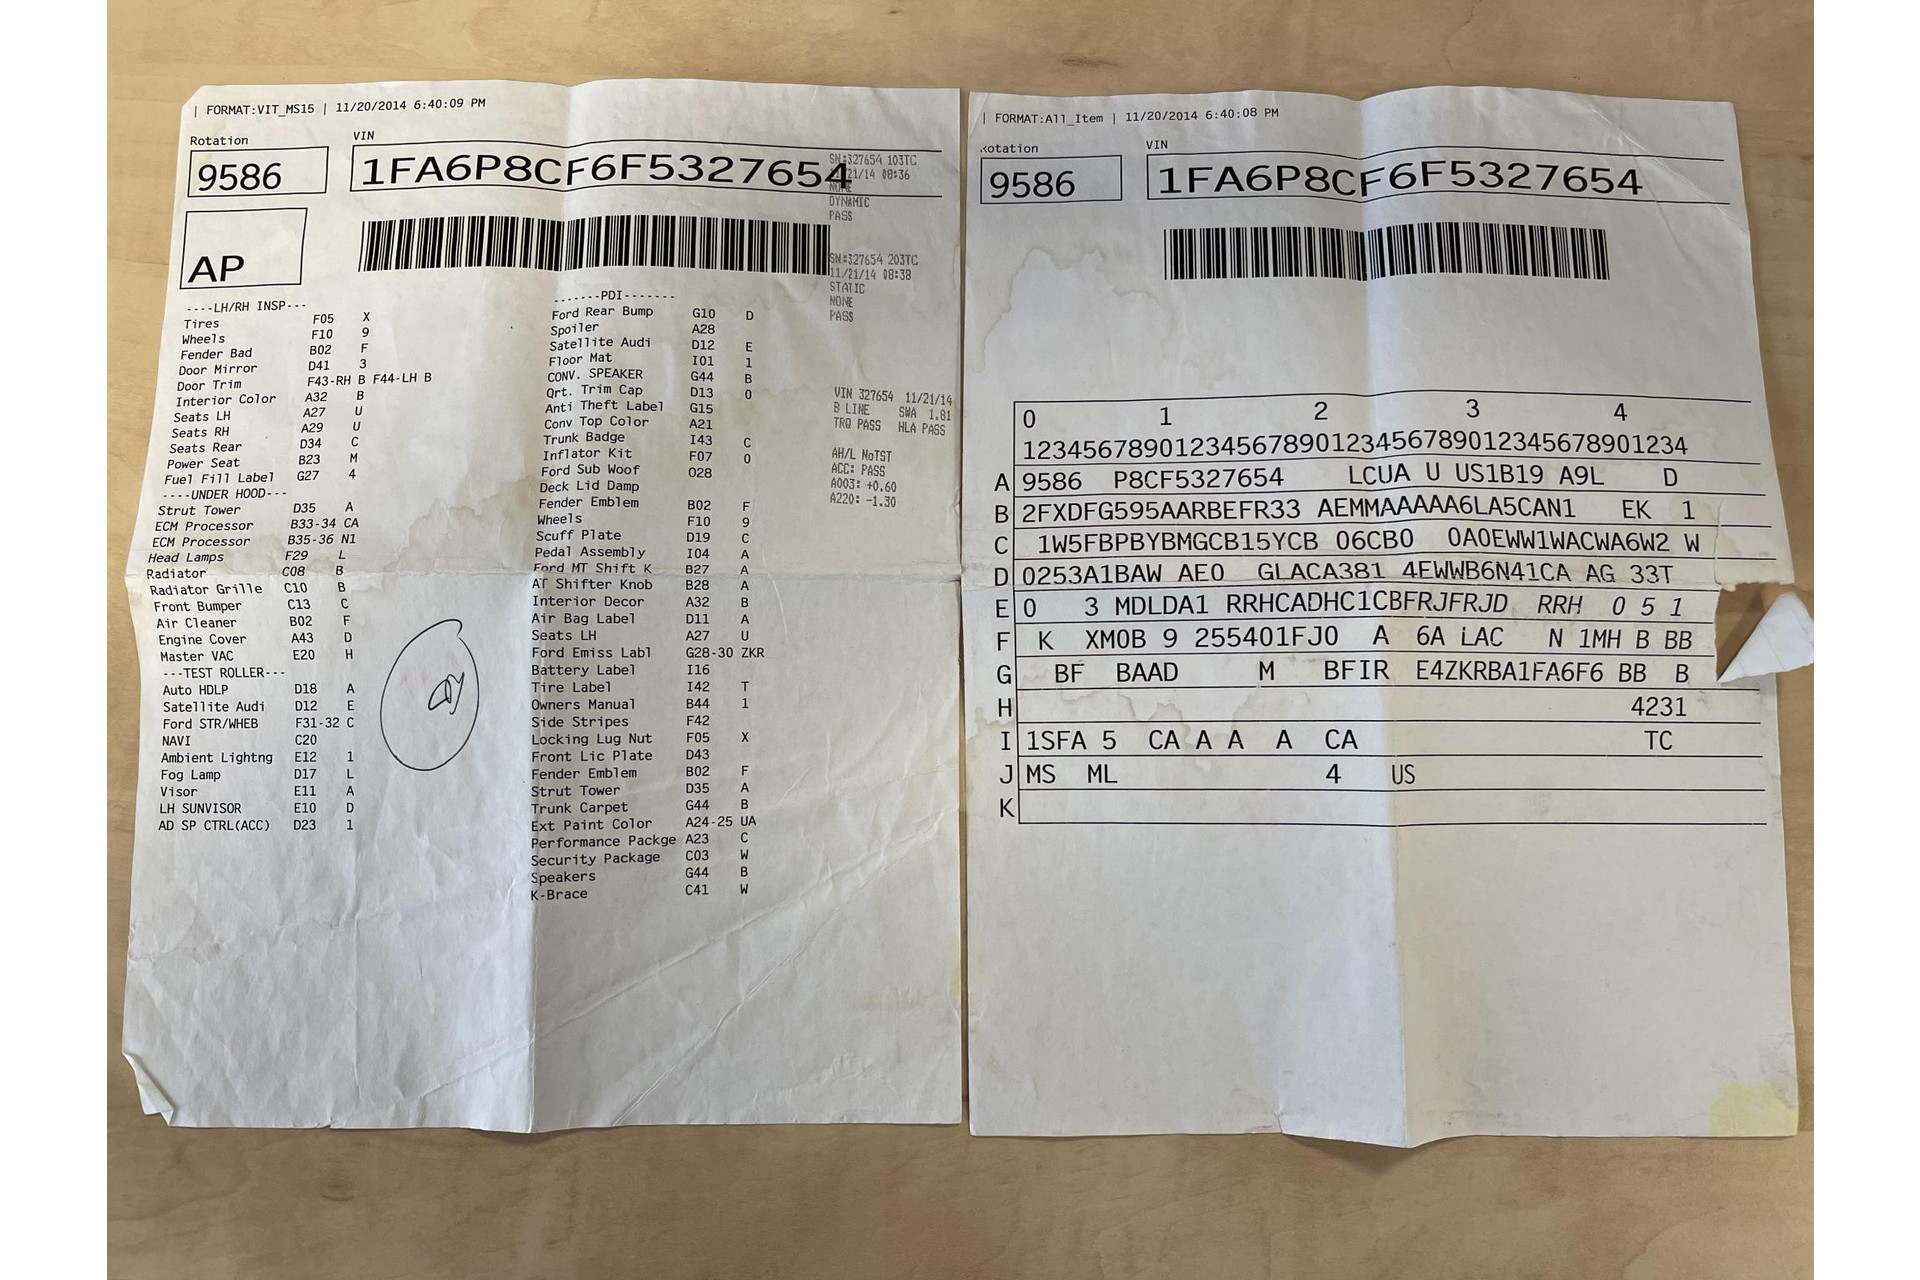 | FORMAT:VIT_MS15 | 11/20/2014 6:40:09 PM
Rotation
VIN
9586
1FA6P8CF6F5327654
AP
SN:327654 103TC
21/14 08:36
NONE
DYNAMIC
PASS
SN:327654 203TC
11/21/14 08:38
STATIC
NONE
PASS
VIN 327654 11/21/14
B LINE SWA 1.81
TRQ PASS HLA PASS
AH/L NoTST
ACC: PASS
A003: +0.60
A220: -1.30
----LH/RH INSP---
Tires F05 X
Wheels F10 9
Fender Bad B02 F
Door Mirror D41 3
Door Trim F43-RH B F44-LH B
Interior Color A32 B
Seats LH A27 U
Seats RH A29 U
Seats Rear D34 C
Power Seat B23 M
Fuel Fill Label G27 4
----UNDER HOOD---
Strut Tower D35 A
ECM Processor B33-34 CA
ECM Processor B35-36 N1
Head Lamps F29 L
Radiator C08 B
Radiator Grille C10 B
Front Bumper C13 C
Air Cleaner B02 F
Engine Cover A43 D
Master VAC E20 H
---TEST ROLLER---
Auto HDLP D18 A
Satellite Audi D12 E
Ford STR/WHEB F31-32 C
NAVI C20
Ambient Lightng E12 1
Fog Lamp D17 L
Visor E11 A
LH SUNVISOR E10 D
AD SP CTRL(ACC) D23 1
-------PDI-------
Ford Rear Bump G10 D
Spoiler A28
Satellite Audi D12 E
Floor Mat I01 1
CONV. SPEAKER G44 B
Qrt. Trim Cap D13 0
Anti Theft Label G15
Conv Top Color A21
Trunk Badge I43 C
Inflator Kit F07 0
Ford Sub Woof O28
Deck Lid Damp
Fender Emblem B02 F
Wheels F10 9
Scuff Plate D19 C
Pedal Assembly I04 A
Ford MT Shift K B27 A
AT Shifter Knob B28 A
Interior Decor A32 B
Air Bag Label D11 A
Seats LH A27 U
Ford Emiss Labl G28-30 ZKR
Battery Label I16
Tire Label I42 T
Owners Manual B44 1
Side Stripes F42
Locking Lug Nut F05 X
Front Lic Plate D43
Fender Emblem B02 F
Strut Tower D35 A
Trunk Carpet G44 B
Ext Paint Color A24-25 UA
Performance Packge A23 C
Security Package C03 W
Speakers G44 B
K-Brace C41 W
| FORMAT:All_Item | 11/20/2014 6:40:08 PM
Rotation
VIN
9586
1FA6P8CF6F5327654
0 1 2 3 4
12345678901234567890123456789012345678901234
A 9586 P8CF5327654 LCUA U US1B19 A9L D
B 2FXDFG595AARBEFR33 AEMMAAAAA6LA5CAN1 EK 1
C 1W5FBPBYBMGCB15YCB 06CB0 0A0EWW1WACWA6W2 W
D 0253A1BAW AE0 GLACA381 4EWWB6N41CA AG 33T
E 0 3 MDLDA1 RRHCADHC1CBFRJFRJD RRH 0 5 1
F K XM0B 9 255401FJ0 A 6A LAC N 1MH B BB
G BF BAAD M BFIR E4ZKRBA1FA6F6 BB B
H 4231
I 1SFA 5 CA A A A CA TC
J MS ML 4 US
K